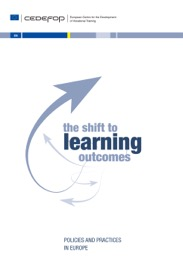 CEDEFOP
European Centre for the Development
of Vocational Training
EN
the shift to
learning
outcomes
POLICIES AND PRACTICES
IN EUROPE